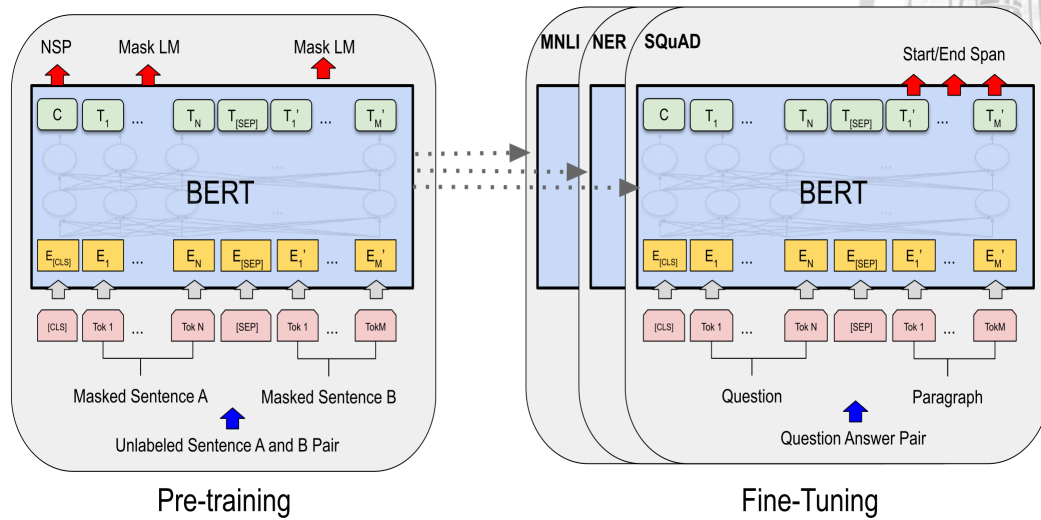 NSP Mask LM Mask LM
C T1 ... TN T[SEP] T1' ... TM'
...
BERT
...
E[CLS] E1 ... EN E[SEP] E1' ... EM'
[CLS] Tok 1 ... Tok N [SEP] Tok 1 ... TokM
Masked Sentence A Masked Sentence B
Unlabeled Sentence A and B Pair
Pre-training
MNLI NER SQuAD
Start/End Span
C T1 ... TN T[SEP] T1' ... TM'
...
BERT
...
E[CLS] E1 ... EN E[SEP] E1' ... EM'
[CLS] Tok 1 ... Tok N [SEP] Tok 1 ... TokM
Question Paragraph
Question Answer Pair
Fine-Tuning